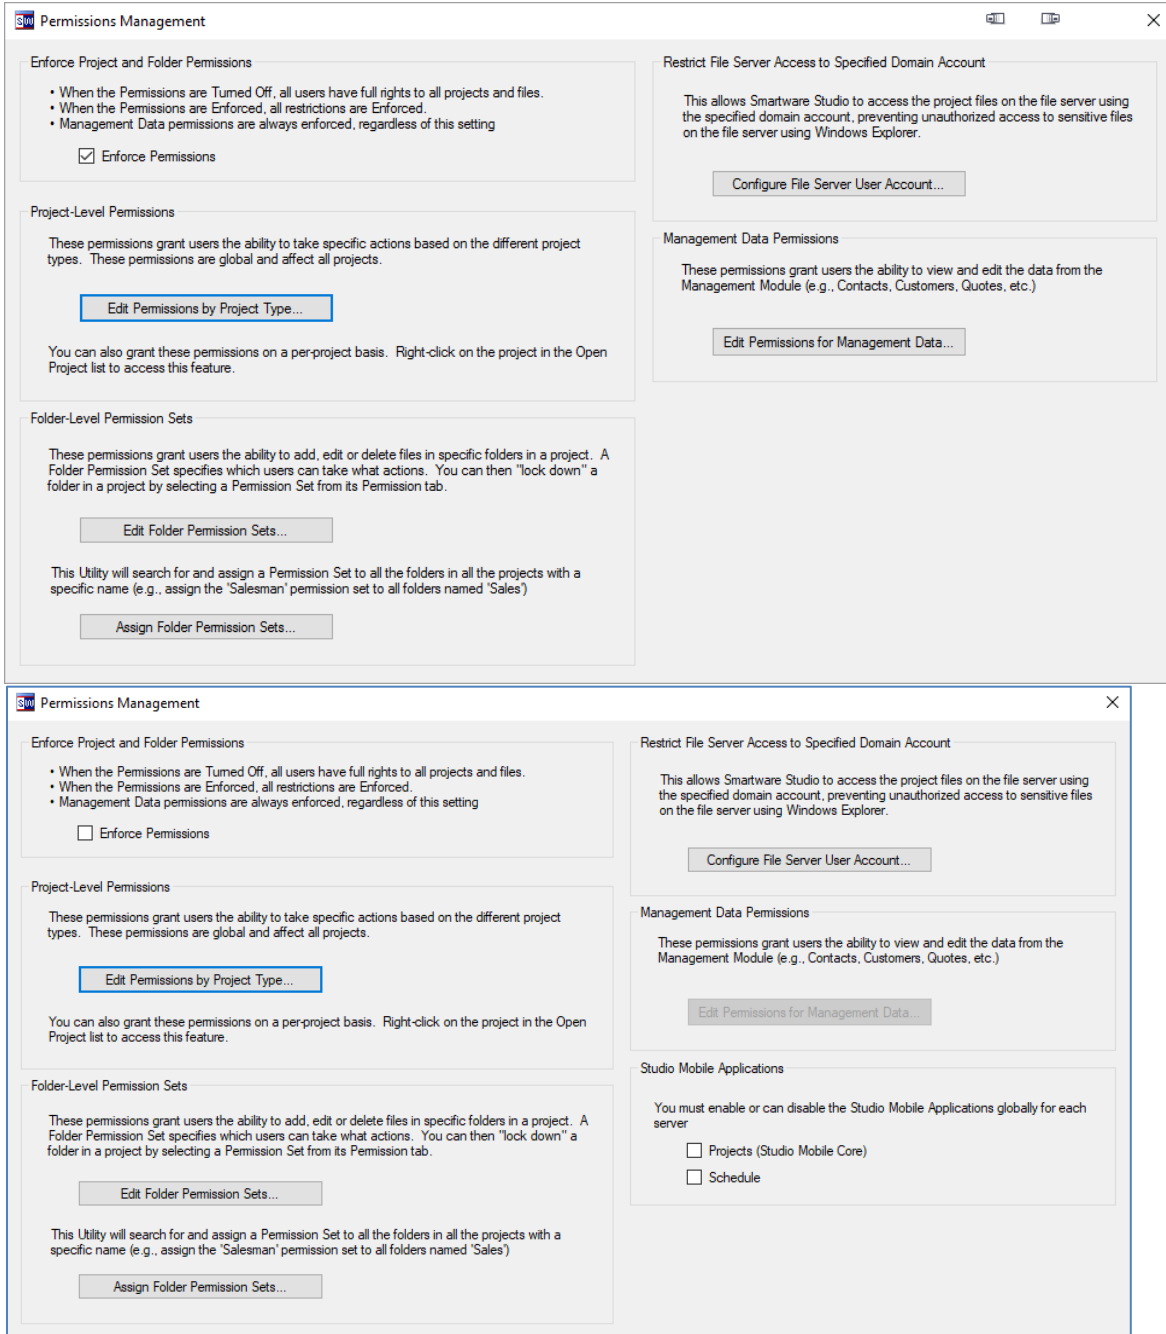 SW Permissions Management
Enforce Project and Folder Permissions
• When the Permissions are Turned Off, all users have full rights to all projects and files.
• When the Permissions are Enforced, all restrictions are Enforced.
• Management Data permissions are always enforced, regardless of this setting
Enforce Permissions
Project-Level Permissions
These permissions grant users the ability to take specific actions based on the different project
types. These permissions are global and affect all projects.
Edit Permissions by Project Type...
You can also grant these permissions on a per-project basis. Right-click on the project in the Open
Project list to access this feature.
Folder-Level Permission Sets
These permissions grant users the ability to add, edit or delete files in specific folders in a project. A
Folder Permission Set specifies which users can take what actions. You can then "lock down" a
folder in a project by selecting a Permission Set from its Permission tab.
Edit Folder Permission Sets...
This Utility will search for and assign a Permission Set to all the folders in all the projects with a
specific name (e.g., assign the 'Salesman' permission set to all folders named 'Sales')
Assign Folder Permission Sets...
Restrict File Server Access to Specified Domain Account
This allows Smartware Studio to access the project files on the file server using
the specified domain account, preventing unauthorized access to sensitive files
on the file server using Windows Explorer.
Configure File Server User Account...
Management Data Permissions
These permissions grant users the ability to view and edit the data from the
Management Module (e.g., Contacts, Customers, Quotes, etc.)
Edit Permissions for Management Data...
SW Permissions Management
Enforce Project and Folder Permissions
• When the Permissions are Turned Off, all users have full rights to all projects and files.
• When the Permissions are Enforced, all restrictions are Enforced.
• Management Data permissions are always enforced, regardless of this setting
Enforce Permissions
Project-Level Permissions
These permissions grant users the ability to take specific actions based on the different project
types. These permissions are global and affect all projects.
Edit Permissions by Project Type...
You can also grant these permissions on a per-project basis. Right-click on the project in the Open
Project list to access this feature.
Folder-Level Permission Sets
These permissions grant users the ability to add, edit or delete files in specific folders in a project. A
Folder Permission Set specifies which users can take what actions. You can then "lock down" a
folder in a project by selecting a Permission Set from its Permission tab.
Edit Folder Permission Sets...
This Utility will search for and assign a Permission Set to all the folders in all the projects with a
specific name (e.g., assign the 'Salesman' permission set to all folders named 'Sales')
Assign Folder Permission Sets...
Restrict File Server Access to Specified Domain Account
This allows Smartware Studio to access the project files on the file server using
the specified domain account, preventing unauthorized access to sensitive files
on the file server using Windows Explorer.
Configure File Server User Account...
Management Data Permissions
These permissions grant users the ability to view and edit the data from the
Management Module (e.g., Contacts, Customers, Quotes, etc.)
Edit Permissions for Management Data...
Studio Mobile Applications
You must enable or can disable the Studio Mobile Applications globally for each
server
Projects (Studio Mobile Core)
Schedule